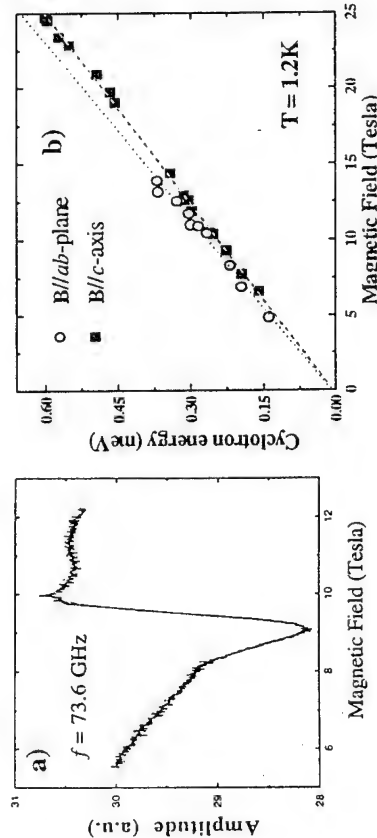 a)
f = 73.6 GHz
31
30
29
28
Amplitude (a.u.)
6
8
10
12
Magnetic Field (Tesla)
b)
B//ab-plane
B//c-axis
T = 1.2K
0.60
0.45
0.30
0.15
0.00
Cyclotron energy (meV)
0
5
10
15
20
25
Magnetic Field (Tesla)